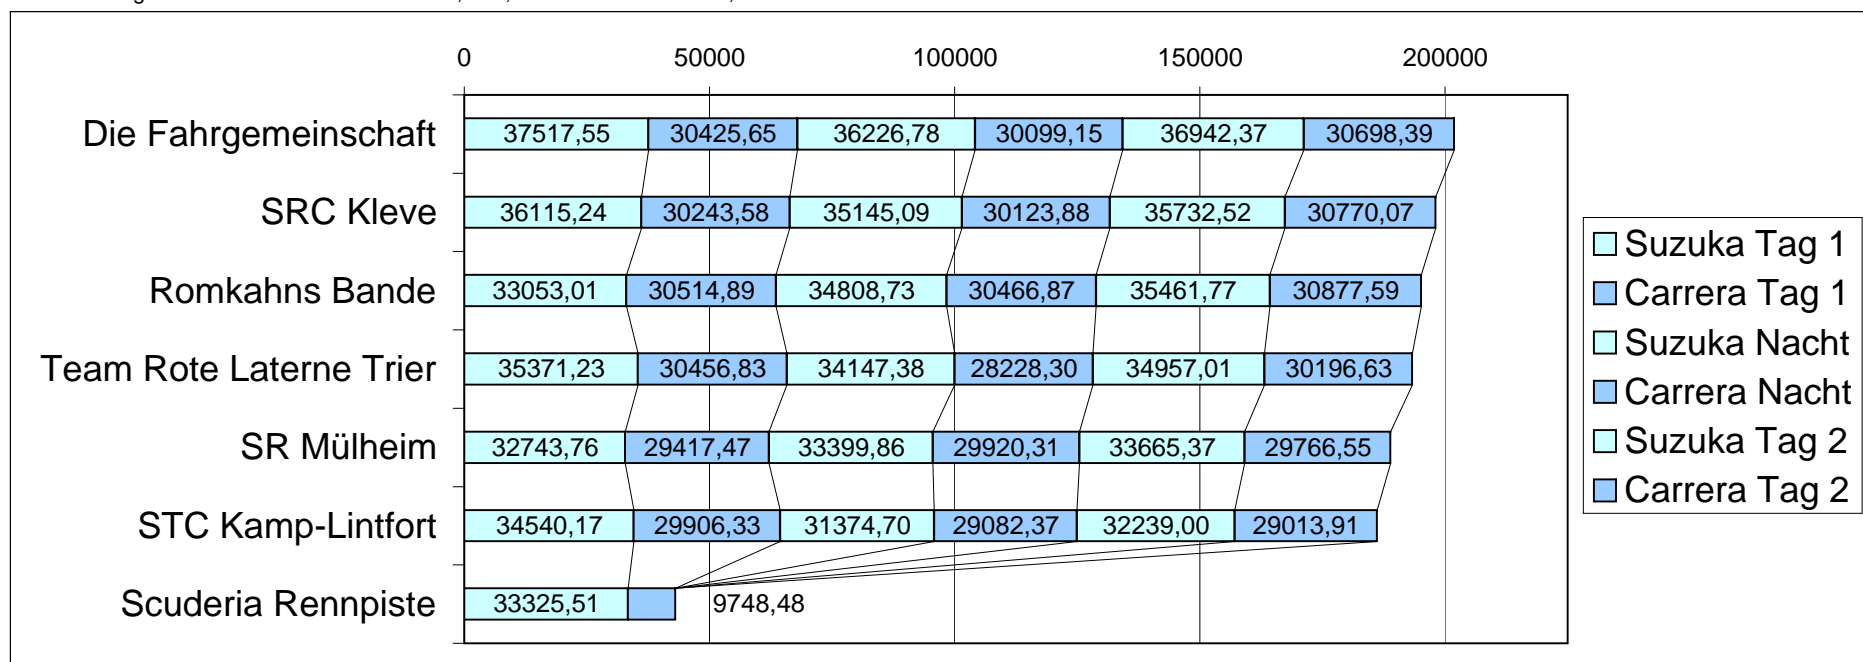 0 50000 100000 150000 200000
Die Fahrgemeinschaft 37517,55 30425,65 36226,78 30099,15 36942,37 30698,39
SRC Kleve 36115,24 30243,58 35145,09 30123,88 35732,52 30770,07
Romkahns Bande 33053,01 30514,89 34808,73 30466,87 35461,77 30877,59
Team Rote Laterne Trier 35371,23 30456,83 34147,38 28228,30 34957,01 30196,63
SR Mülheim 32743,76 29417,47 33399,86 29920,31 33665,37 29766,55
STC Kamp-Lintfort 34540,17 29906,33 31374,70 29082,37 32239,00 29013,91
Scuderia Rennpiste 33325,51 9748,48
Suzuka Tag 1
Carrera Tag 1
Suzuka Nacht
Carrera Nacht
Suzuka Tag 2
Carrera Tag 2